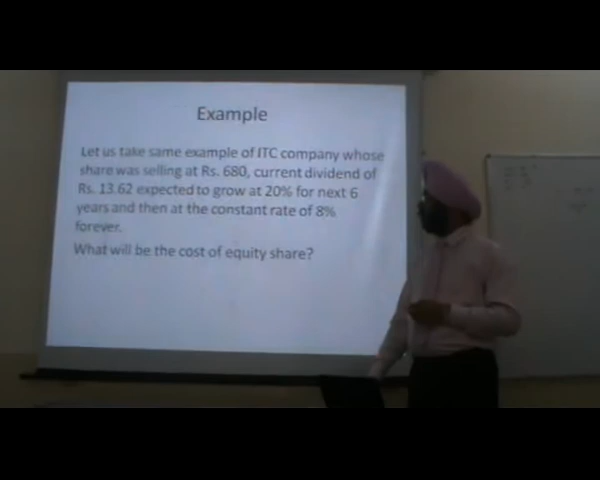 Example
Let us take same example of ITC company whose
share was selling at Rs. 680, current dividend of
Rs. 13.62 expected to grow at 20% for next 6
years and then at the constant rate of 8%
forever.
What will be the cost of equity share?